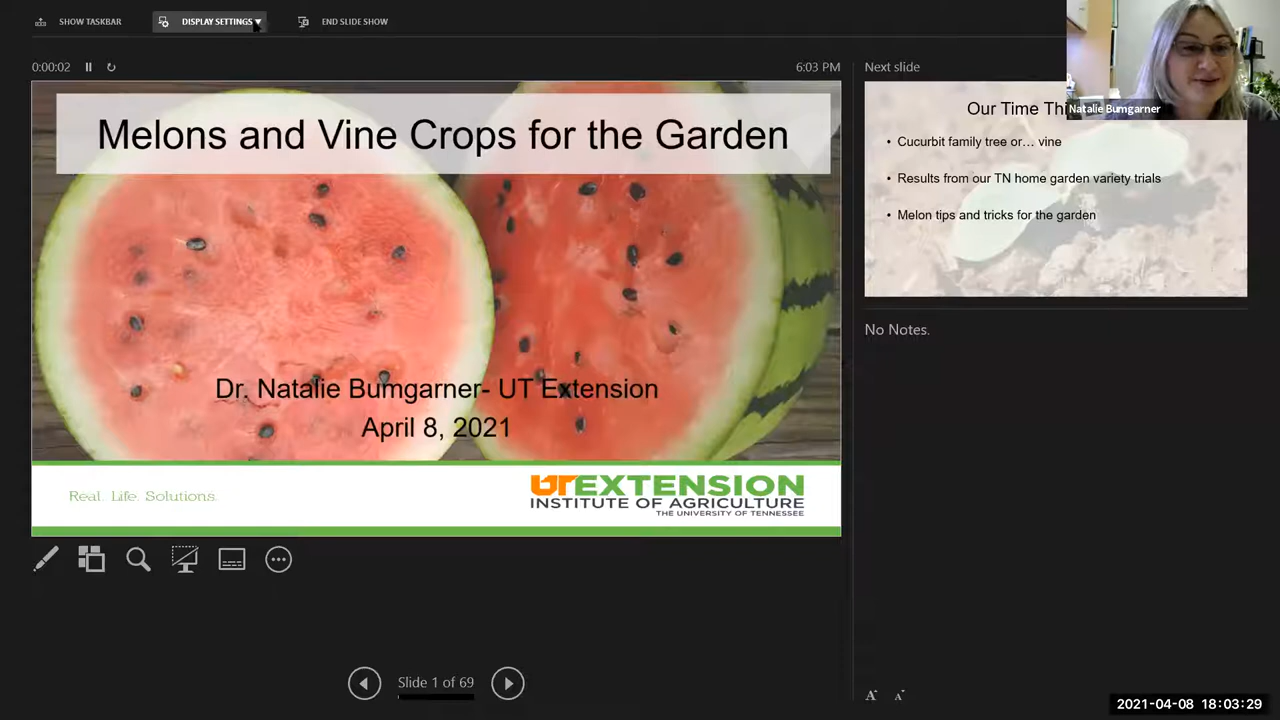 SHOW TASKBAR
DISPLAY SETTINGS
END SLIDE SHOW
0:00:02
6:03 PM
Melons and Vine Crops for the Garden
Dr. Natalie Bumgarner- UT Extension
April 8, 2021
Real. Life. Solutions.
UT EXTENSION
INSTITUTE OF AGRICULTURE
THE UNIVERSITY OF TENNESSEE
Slide 1 of 69
Next slide
Our Time Thi
• Cucurbit family tree or... vine
• Results from our TN home garden variety trials
• Melon tips and tricks for the garden
Natalie Bumgarner
No Notes.
A A
2021-04-08 18:03:29